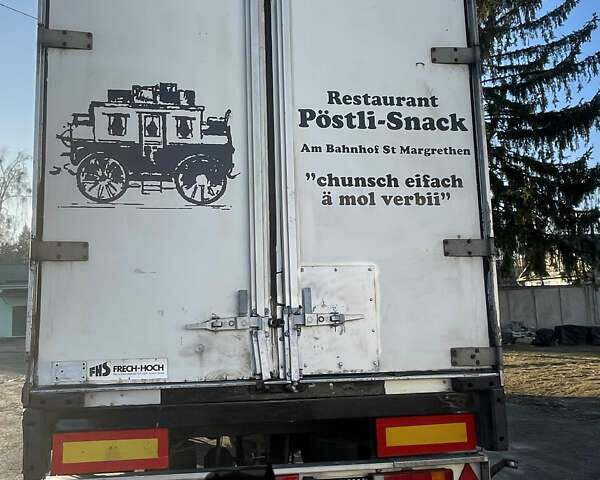 Restaurant
Pöstli-Snack
Am Bahnhof St Margrethen
"chunsch eifach
ä mol verbii"
FHS FRECH-HOCH